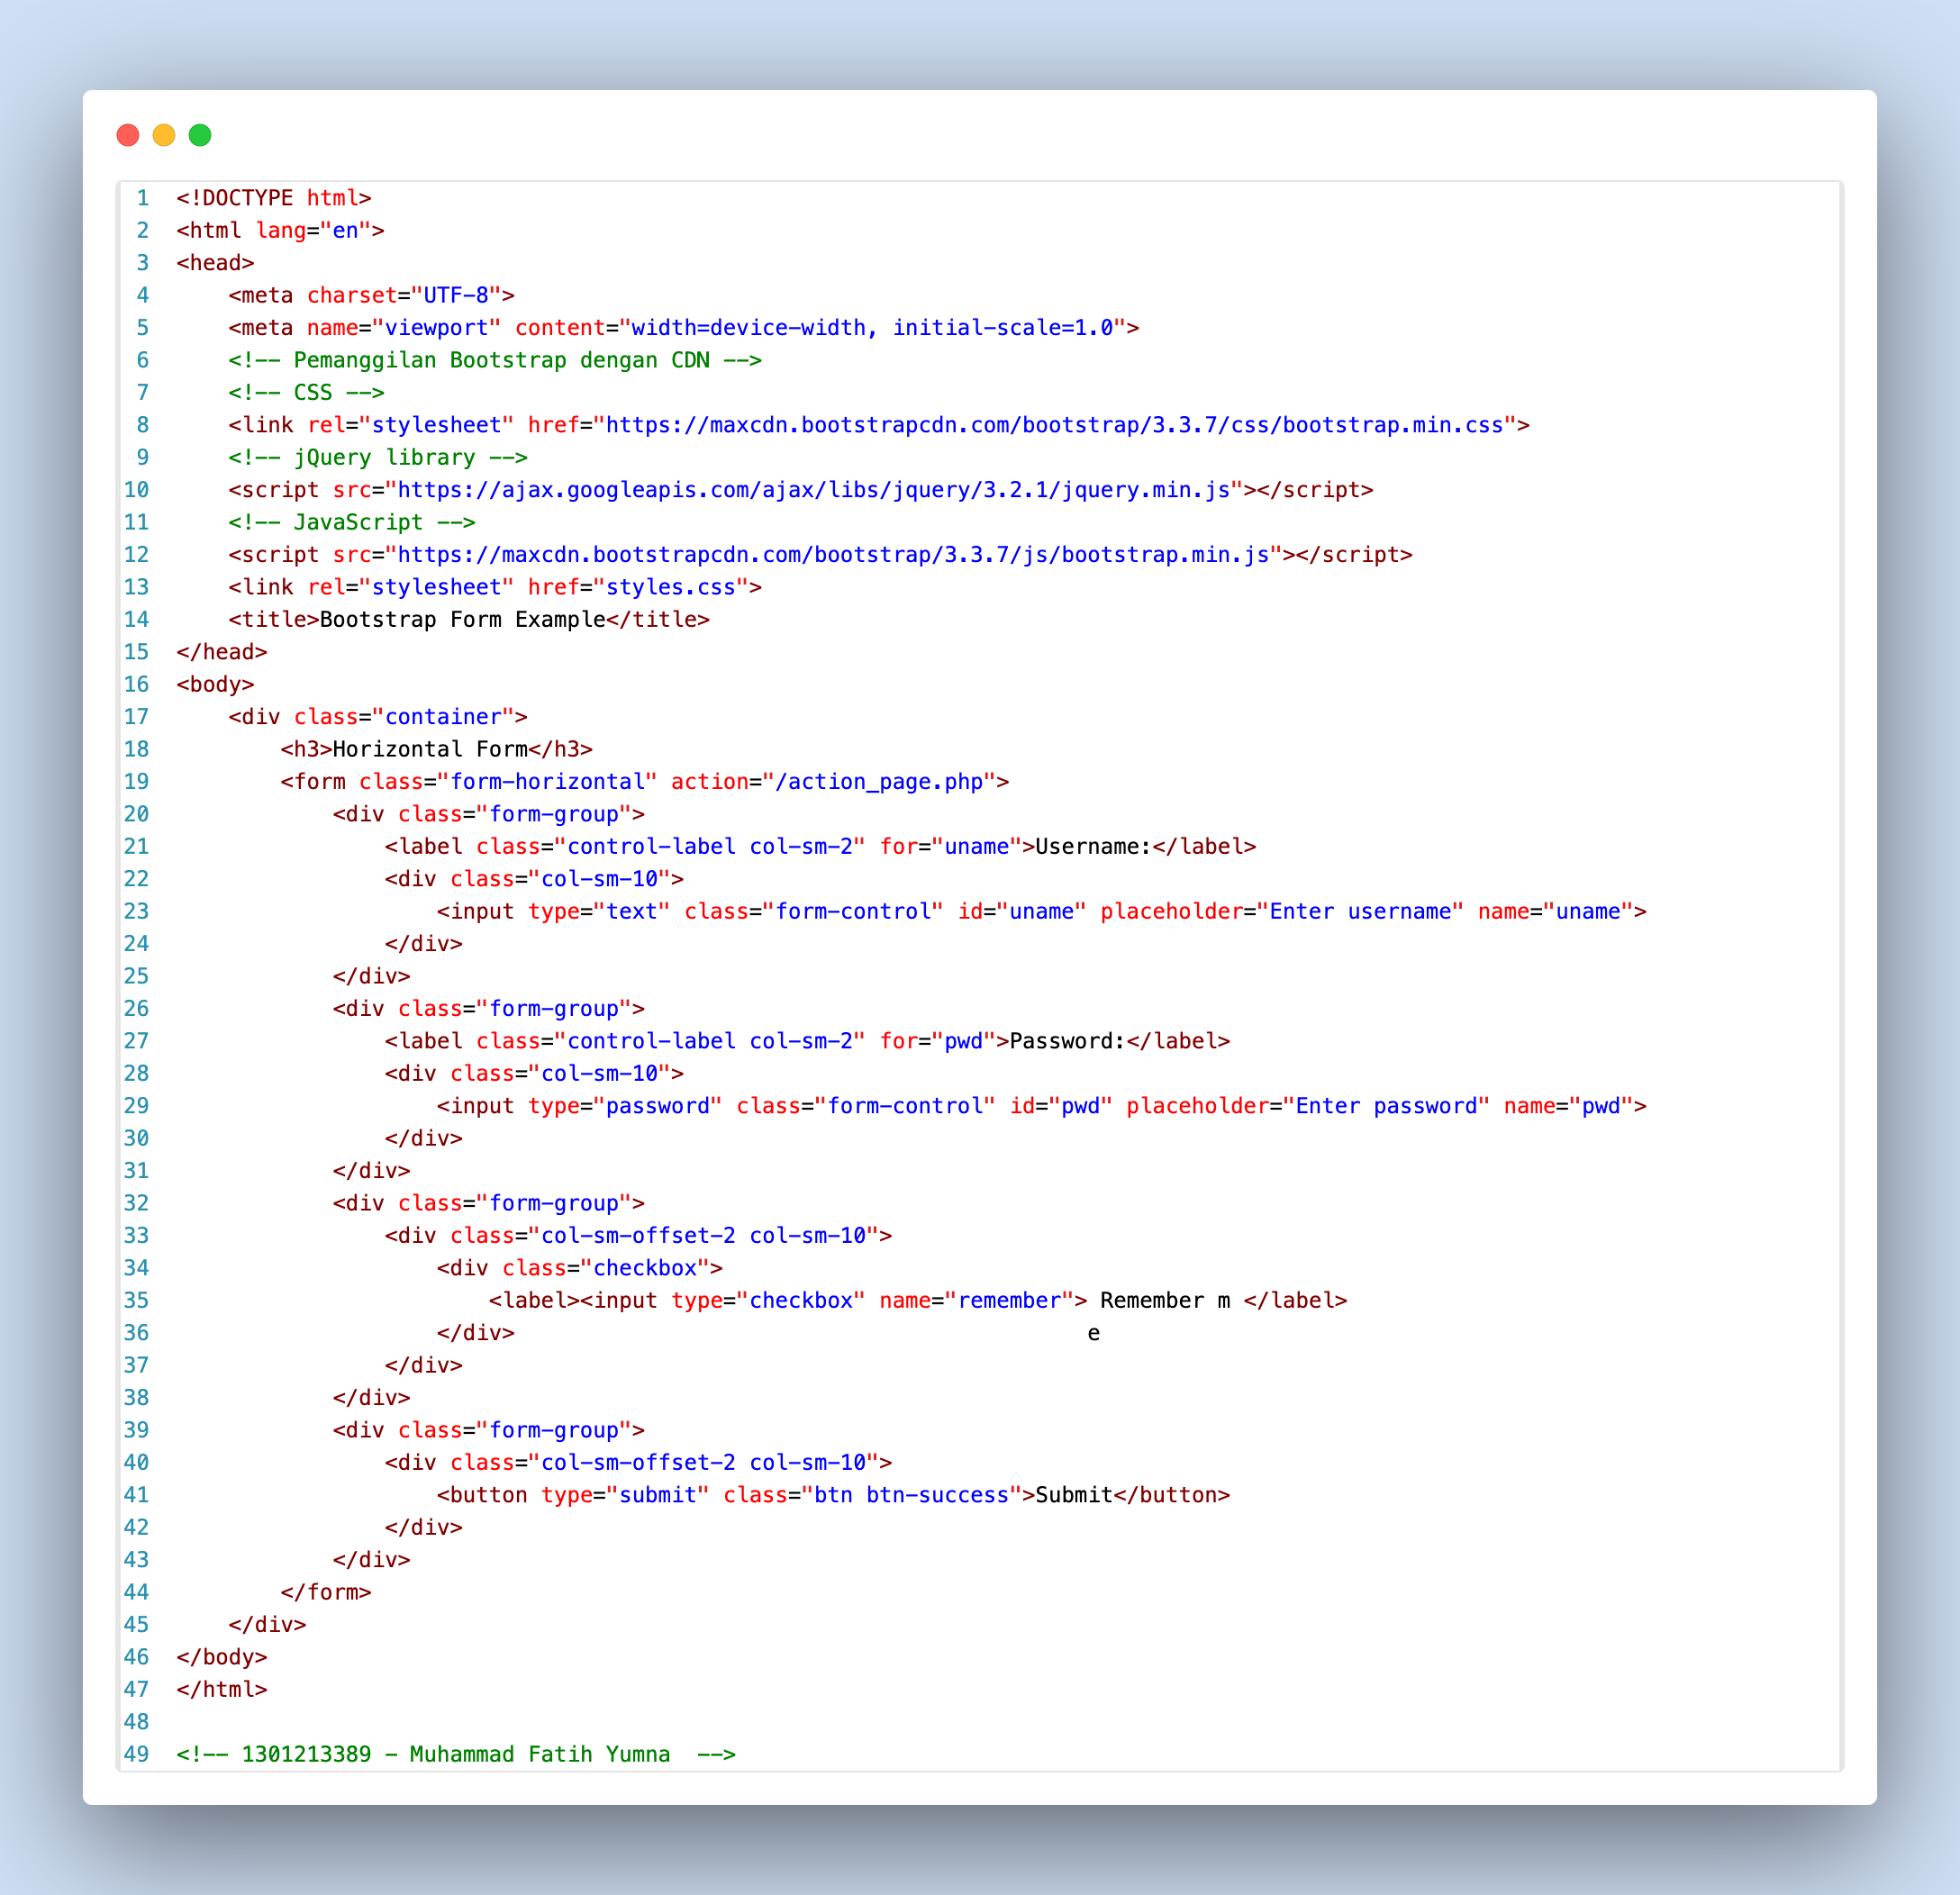 1 <!DOCTYPE html>
2 <html lang="en">
3 <head>
4     <meta charset="UTF-8">
5     <meta name="viewport" content="width=device-width, initial-scale=1.0">
6     <!-- Pemanggilan Bootstrap dengan CDN -->
7     <!-- CSS -->
8     <link rel="stylesheet" href="https://maxcdn.bootstrapcdn.com/bootstrap/3.3.7/css/bootstrap.min.css">
9     <!-- jQuery library -->
10     <script src="https://ajax.googleapis.com/ajax/libs/jquery/3.2.1/jquery.min.js"></script>
11     <!-- JavaScript -->
12     <script src="https://maxcdn.bootstrapcdn.com/bootstrap/3.3.7/js/bootstrap.min.js"></script>
13     <link rel="stylesheet" href="styles.css">
14     <title>Bootstrap Form Example</title>
15 </head>
16 <body>
17     <div class="container">
18         <h3>Horizontal Form</h3>
19         <form class="form-horizontal" action="/action_page.php">
20             <div class="form-group">
21                 <label class="control-label col-sm-2" for="uname">Username:</label>
22                 <div class="col-sm-10">
23                     <input type="text" class="form-control" id="uname" placeholder="Enter username" name="uname">
24                 </div>
25             </div>
26             <div class="form-group">
27                 <label class="control-label col-sm-2" for="pwd">Password:</label>
28                 <div class="col-sm-10">
29                     <input type="password" class="form-control" id="pwd" placeholder="Enter password" name="pwd">
30                 </div>
31             </div>
32             <div class="form-group">
33                 <div class="col-sm-offset-2 col-sm-10">
34                     <div class="checkbox">
35                         <label><input type="checkbox" name="remember"> Remember m </label>
36                     </div>                                            e
37                 </div>
38             </div>
39             <div class="form-group">
40                 <div class="col-sm-offset-2 col-sm-10">
41                     <button type="submit" class="btn btn-success">Submit</button>
42                 </div>
43             </div>
44         </form>
45     </div>
46 </body>
47 </html>
48
49 <!-- 1301213389 - Muhammad Fatih Yumna  -->